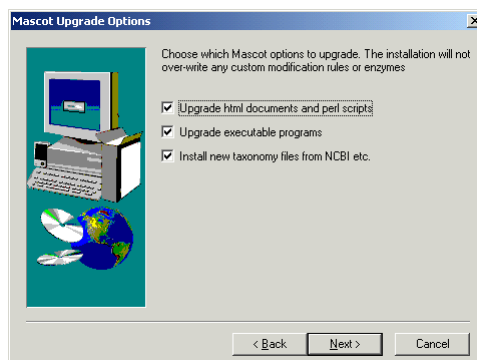 Mascot Upgrade Options
Choose which Mascot options to upgrade. The installation will not
over-write any custom modification rules or enzymes
Upgrade html documents and perl scripts
Upgrade executable programs
Install new taxonomy files from NCBI etc.
< Back
Next >
Cancel